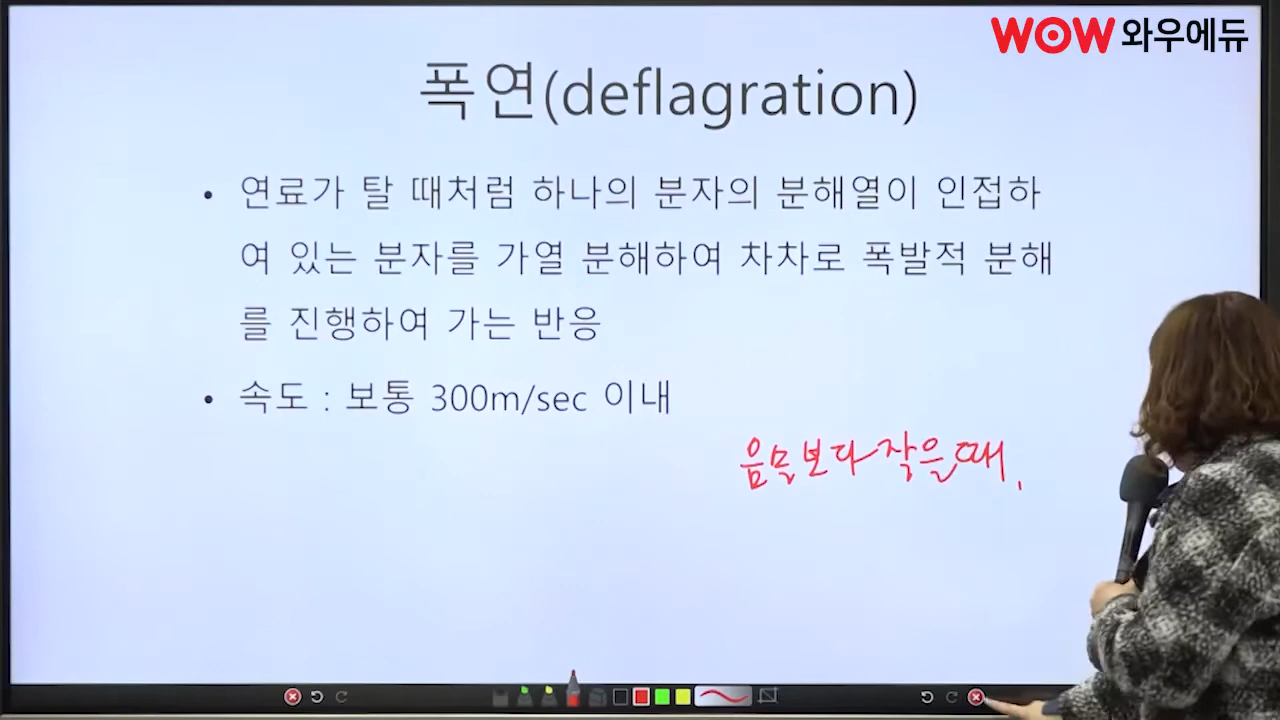 WOW 와우에듀
폭연(deflagration)
• 연료가 탈 때처럼 하나의 분자의 분해열이 인접하
여 있는 분자를 가열 분해하여 차차로 폭발적 분해
를 진행하여 가는 반응
• 속도 : 보통 300m/sec 이내
음속보다 작을때,